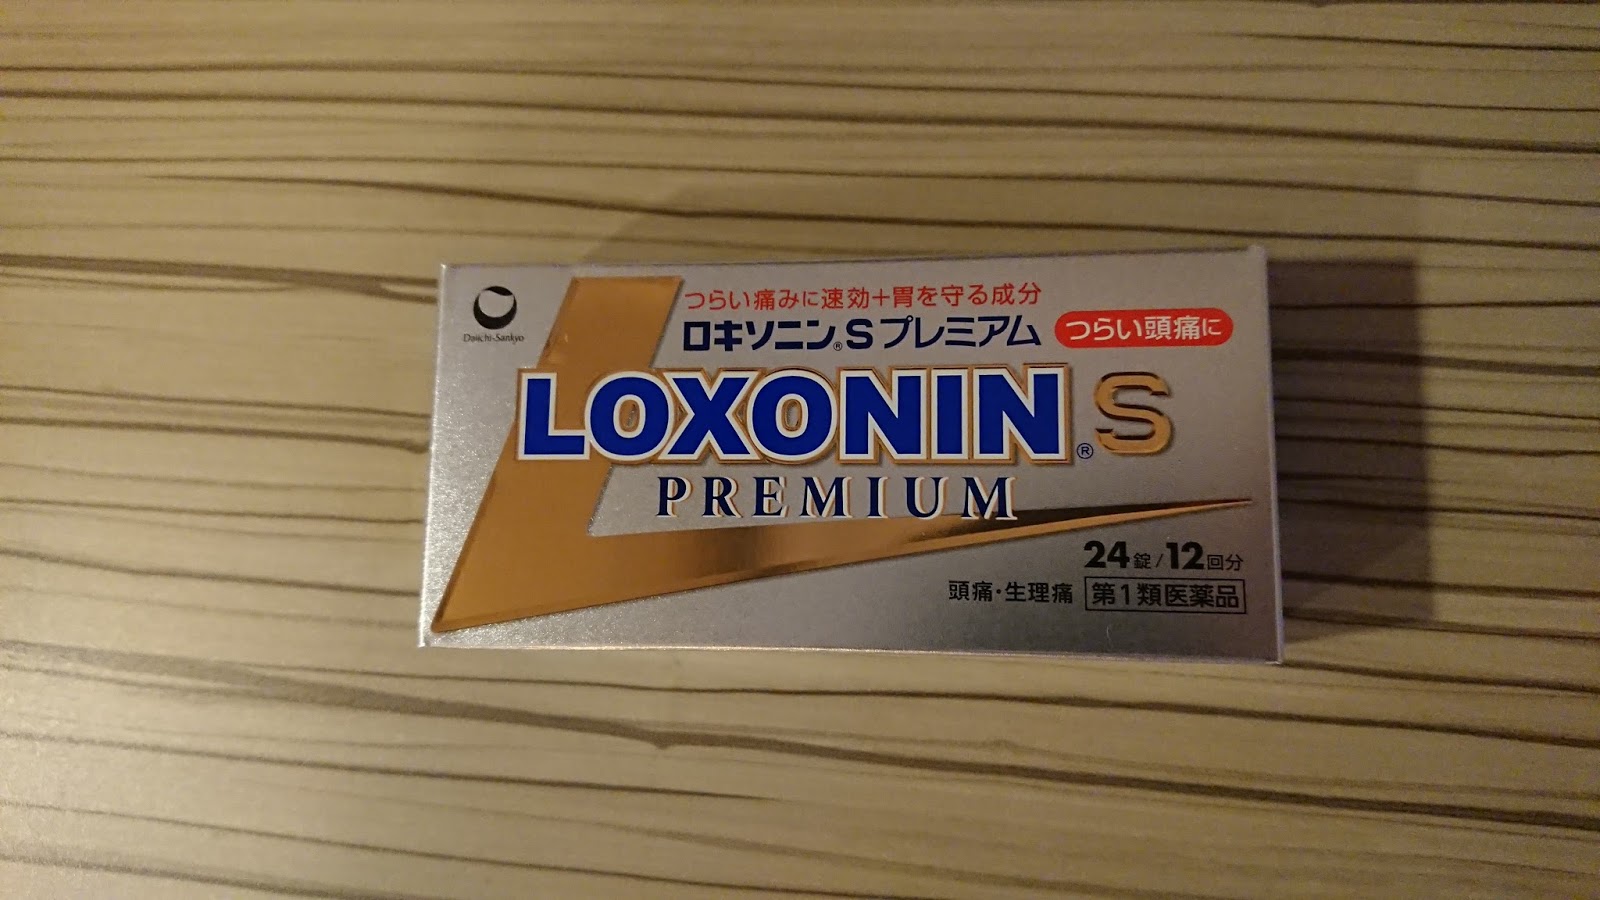 Daiichi-Sankyo
つらい痛みに速効+胃を守る成分
ロキソニン®Sプレミアム
つらい頭痛に
LOXONIN®S
PREMIUM
24錠/12回分
頭痛・生理痛 第1類医薬品